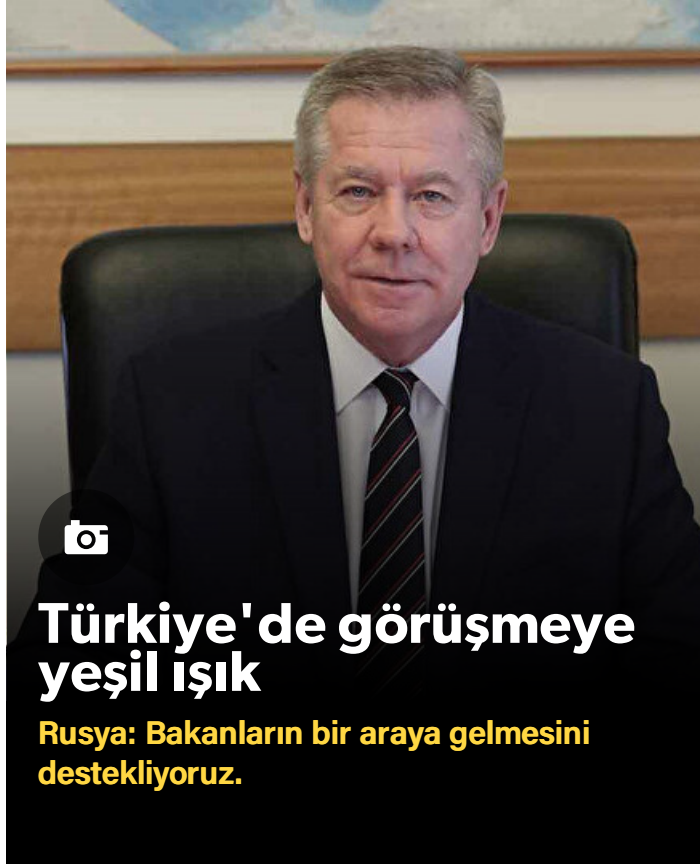 Türkiye'de görüşmeye
yeşil ışık
Rusya: Bakanların bir araya gelmesini
destekliyoruz.